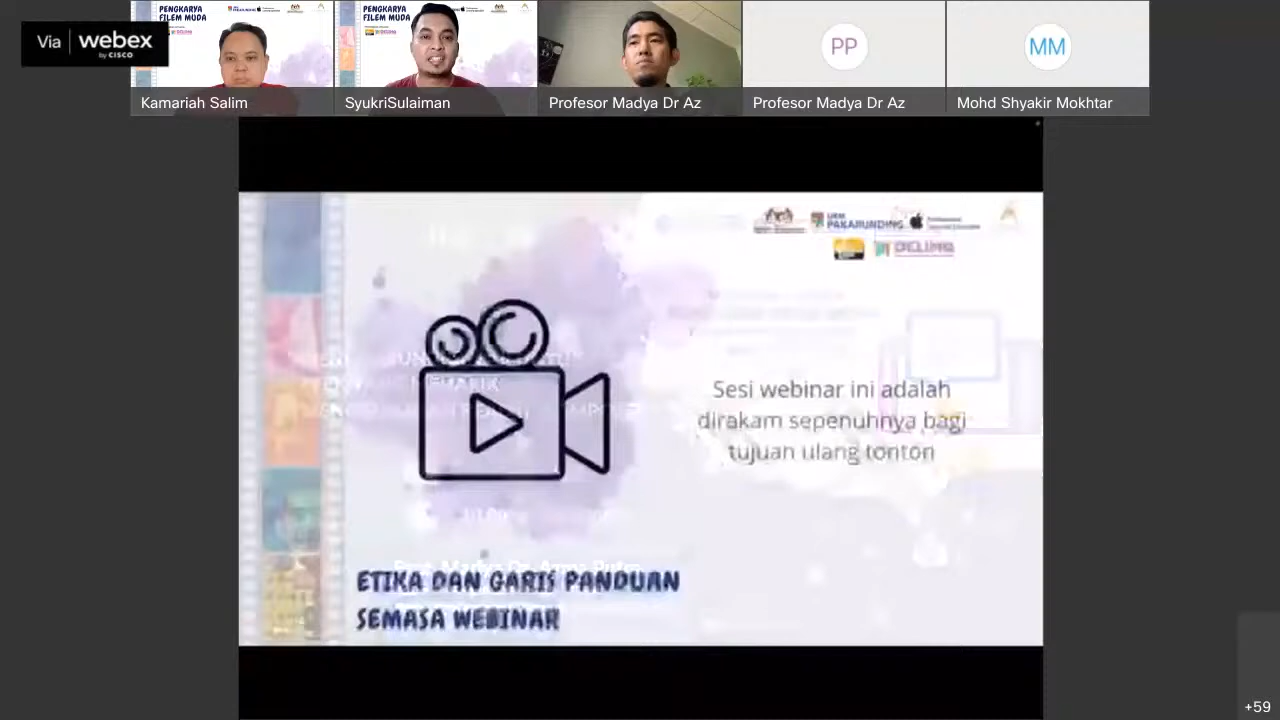 Via webex
by CISCO
PENGKARYA
FILEM MUDA
PENGKARYA
FILEM MUDA
Kamariah Salim
SyukriSulaiman
Profesor Madya Dr Az
PP
Profesor Madya Dr Az
MM
Mohd Shyakir Mokhtar
UKM
PAKARUNDING
DELIMA
Sesi webinar ini adalah
dirakam sepenuhnya bagi
tujuan ulang tonton
ETIKA DAN GARIS PANDUAN
SEMASA WEBINAR
+59